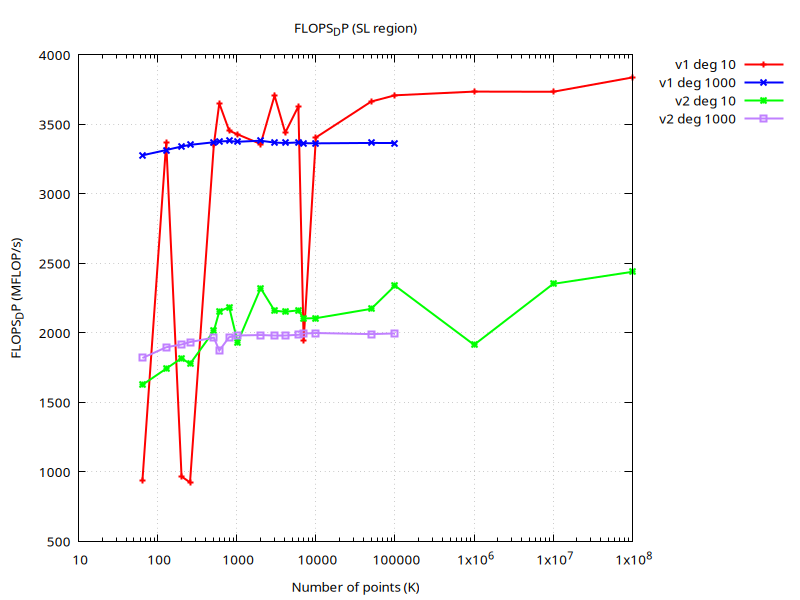 FLOPS_DP (SL region)
v1 deg 10
v1 deg 1000
v2 deg 10
v2 deg 1000
FLOPS_DP (MFLOP/s)
4000
3500
3000
2500
2000
1500
1000
500
10 100 1000 10000 100000 1x10^6 1x10^7 1x10^8
Number of points (K)